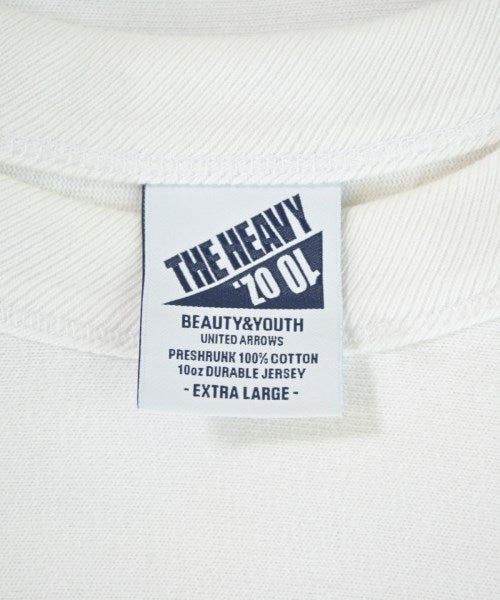 THE HEAVY
10 OZ.
BEAUTY&YOUTH
UNITED ARROWS
PRESHRUNK 100% COTTON
10oz DURABLE JERSEY
- EXTRA LARGE -